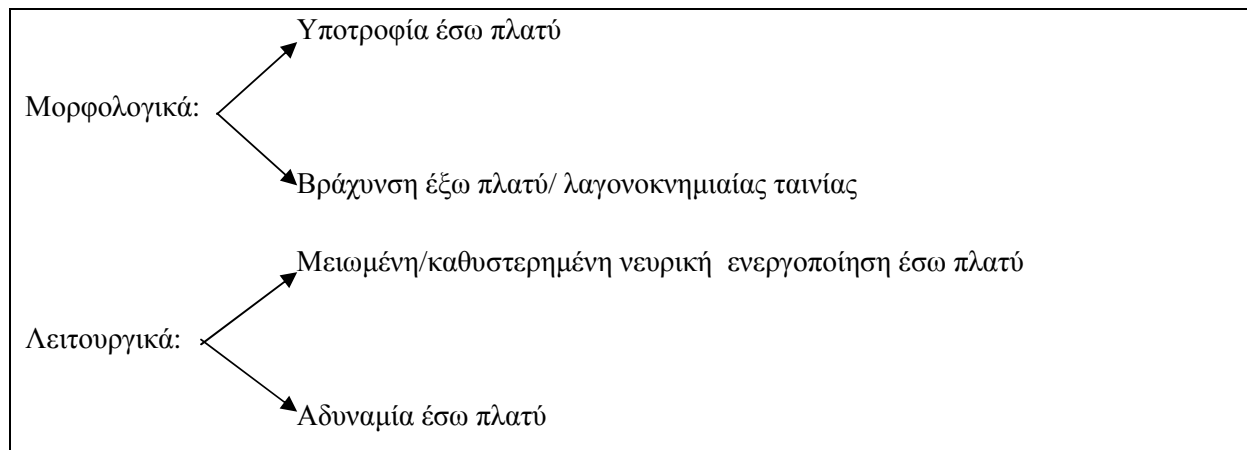 Υποτροφία έσω πλατύ
Μορφολογικά:
Βράχυνση έξω πλατύ/ λαγονοκνημιαίας ταινίας
Μειωμένη/καθυστερημένη νευρική ενεργοποίηση έσω πλατύ
Λειτουργικά:
Αδυναμία έσω πλατύ